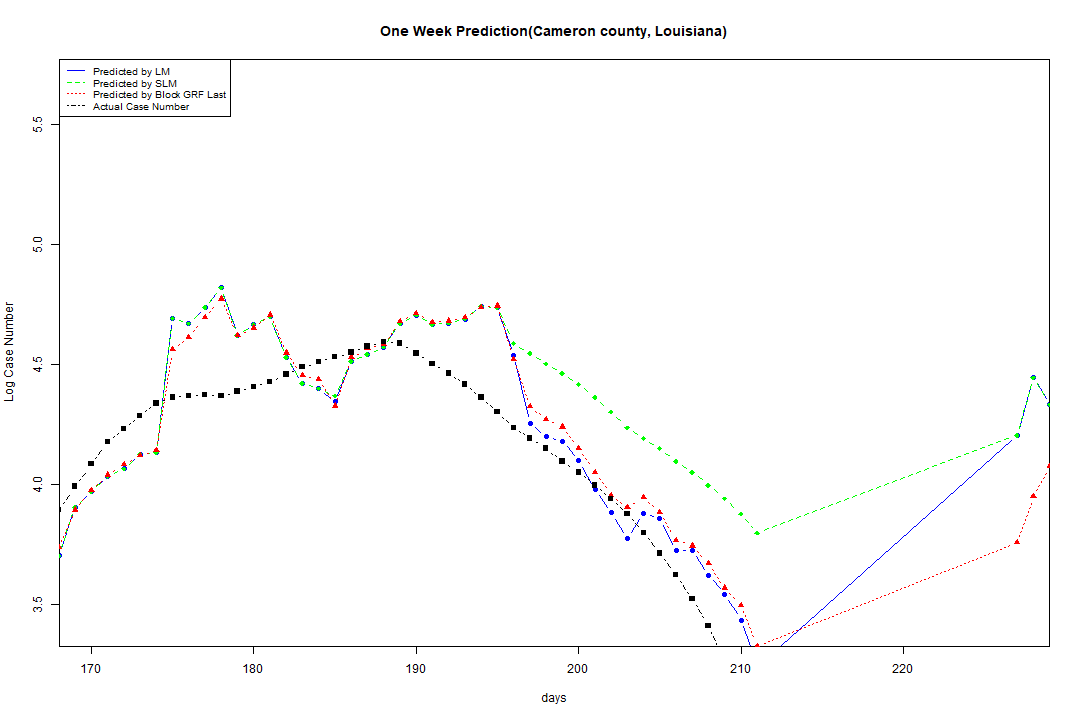 One Week Prediction(Cameron county, Louisiana)
Predicted by LM
Predicted by SLM
Predicted by Block GRF Last
Actual Case Number
Log Case Number
5.5
5.0
4.5
4.0
3.5
170 180 190 200 210 220
days